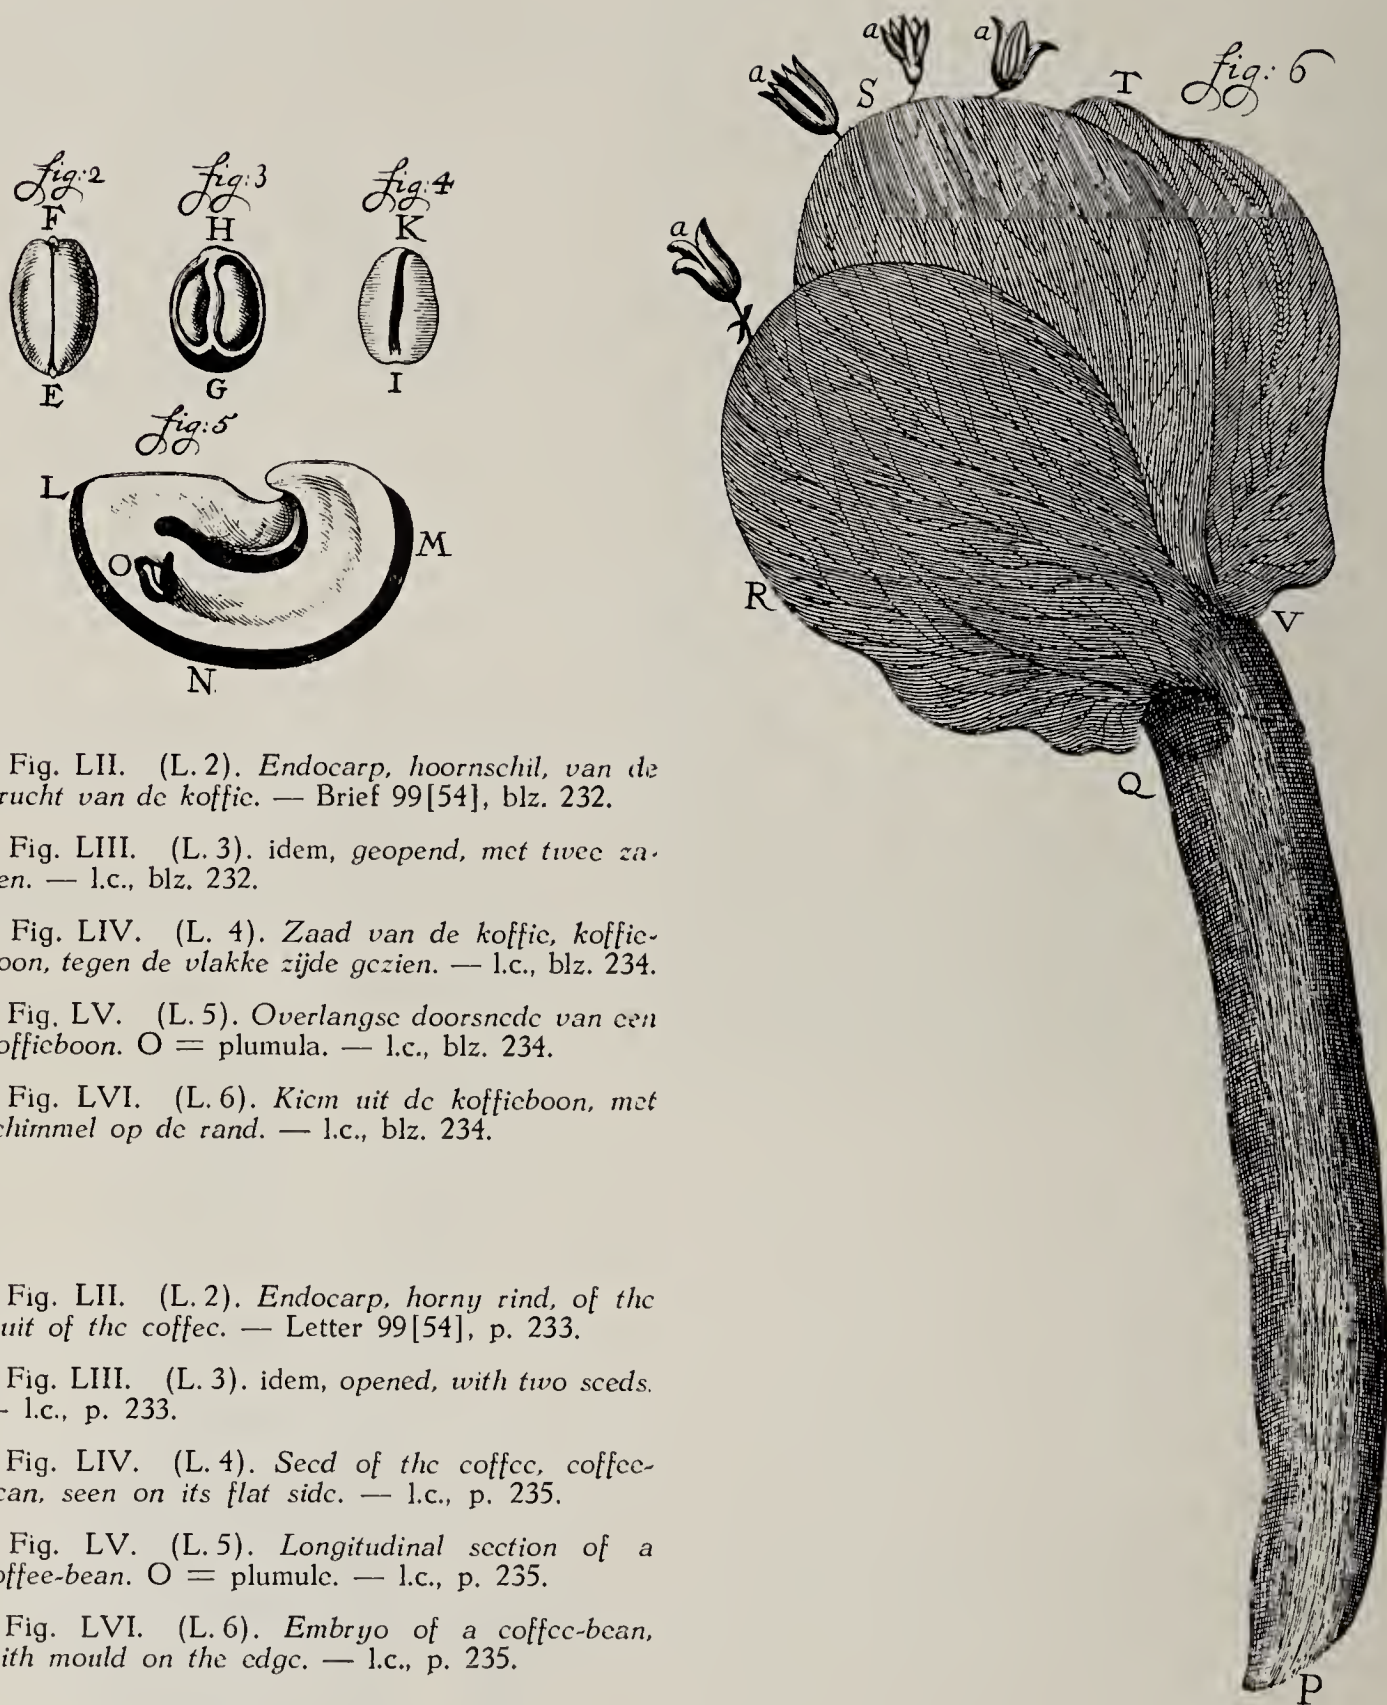 fig:2
F
E
fig:3
H
G
fig:4
K
I
fig:5
L
M
O
N
fig:6
a
a
a
a
S
T
R
V
Q
P
Fig. LII. (L. 2). Endocarp, hoornschil, van de
rucht van de koffie. — Brief 99[54], blz. 232.
Fig. LIII. (L. 3). idem, geopend, met twee za-
en. — l.c., blz. 232.
Fig. LIV. (L. 4). Zaad van de koffie, koffie-
oon, tegen de vlakke zijde gezien. — l.c., blz. 234.
Fig. LV. (L. 5). Overlangse doorsnede van een
offieboon. O = plumula. — l.c., blz. 234.
Fig. LVI. (L. 6). Kiem uit de koffieboon, met
chimmel op de rand. — l.c., blz. 234.
Fig. LII. (L. 2). Endocarp, horny rind, of the
uit of the coffee. — Letter 99[54], p. 233.
Fig. LIII. (L. 3). idem, opened, with two seeds.
- l.c., p. 233.
Fig. LIV. (L. 4). Seed of the coffee, coffee-
ean, seen on its flat side. — l.c., p. 235.
Fig. LV. (L. 5). Longitudinal section of a
offee-bean. O = plumule. — l.c., p. 235.
Fig. LVI. (L. 6). Embryo of a coffee-bean,
ith mould on the edge. — l.c., p. 235.